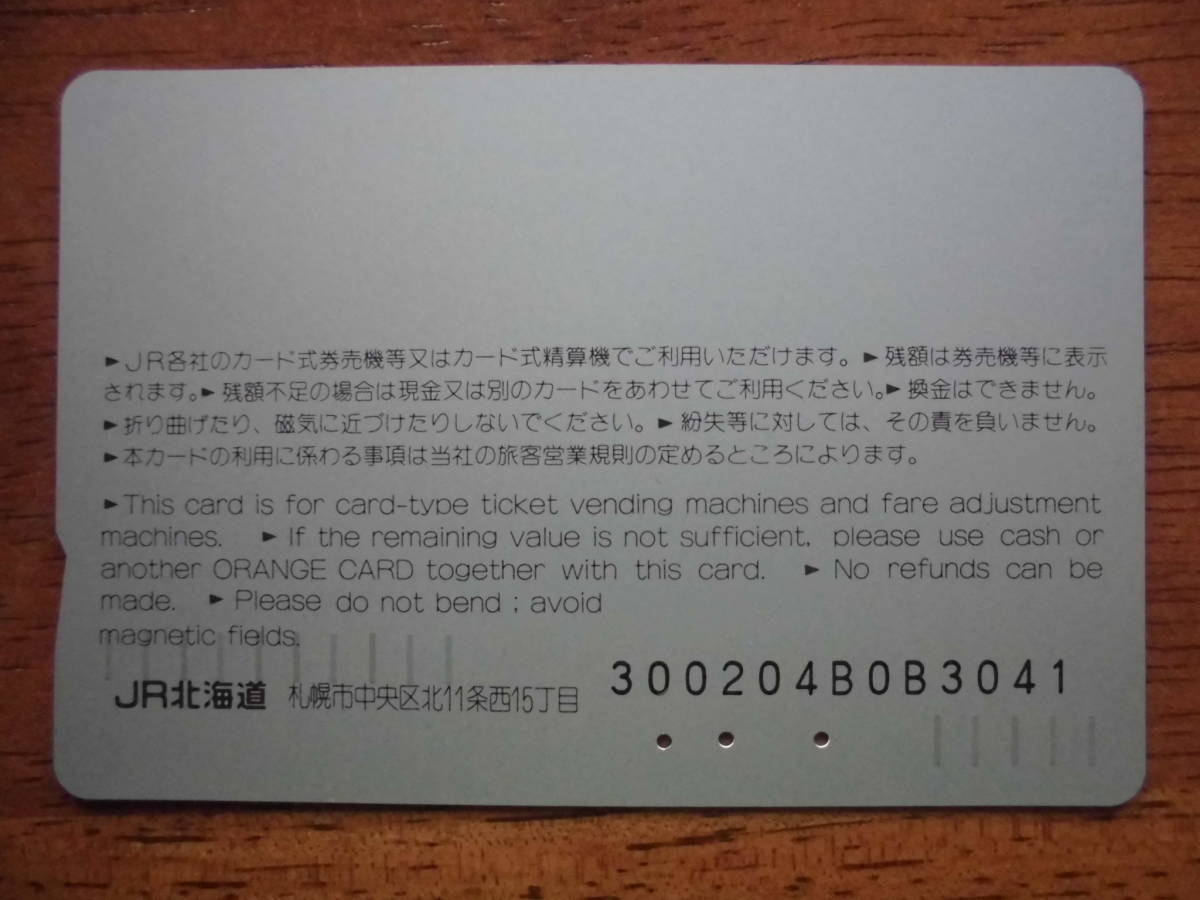 ►JR各社のカード式券売機等又はカード式精算機でご利用いただけます。►残額は券売機等に表示
されます。►残額不足の場合は現金又は別のカードをあわせてご利用ください。►換金はできません。
►折り曲げたり、磁気に近づけたりしないでください。►紛失等に対しては、その責を負いません。
►本カードの利用に係わる事項は当社の旅客営業規則の定めるところによります。
►This card is for card-type ticket vending machines and fare adjustment
machines. ►If the remaining value is not sufficient, please use cash or
another ORANGE CARD together with this card. ►No refunds can be
made. ►Please do not bend ; avoid
magnetic fields.
JR北海道 札幌市中央区北11条西15丁目
300204B0B3041